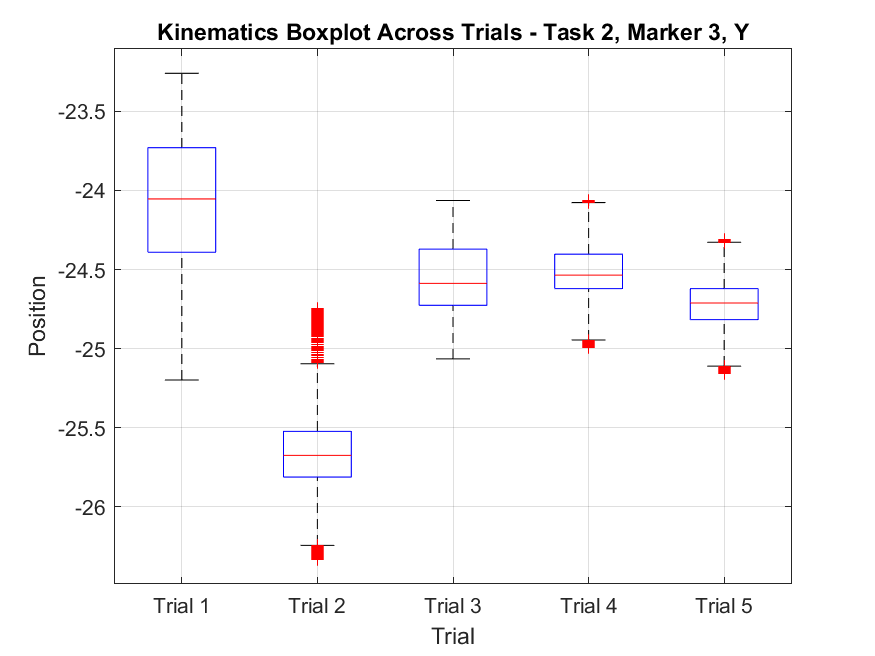 Kinematics Boxplot Across Trials - Task 2, Marker 3, Y
-23.5
-24
-24.5
-25
-25.5
-26
Position
Trial 1 Trial 2 Trial 3 Trial 4 Trial 5
Trial